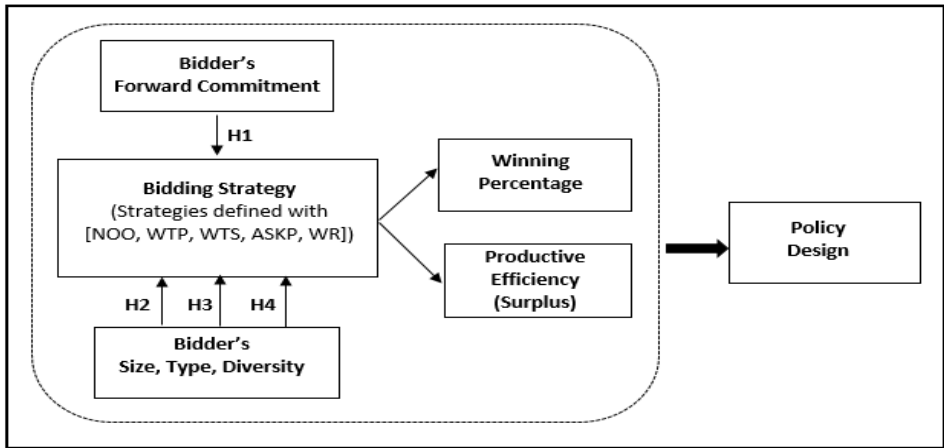 Bidder's
Forward Commitment
H1
Bidding Strategy
(Strategies defined with
[NOO, WTP, WTS, ASKP, WR])
H2 H3 H4
Bidder's
Size, Type, Diversity
Winning
Percentage
Productive
Efficiency
(Surplus)
Policy
Design